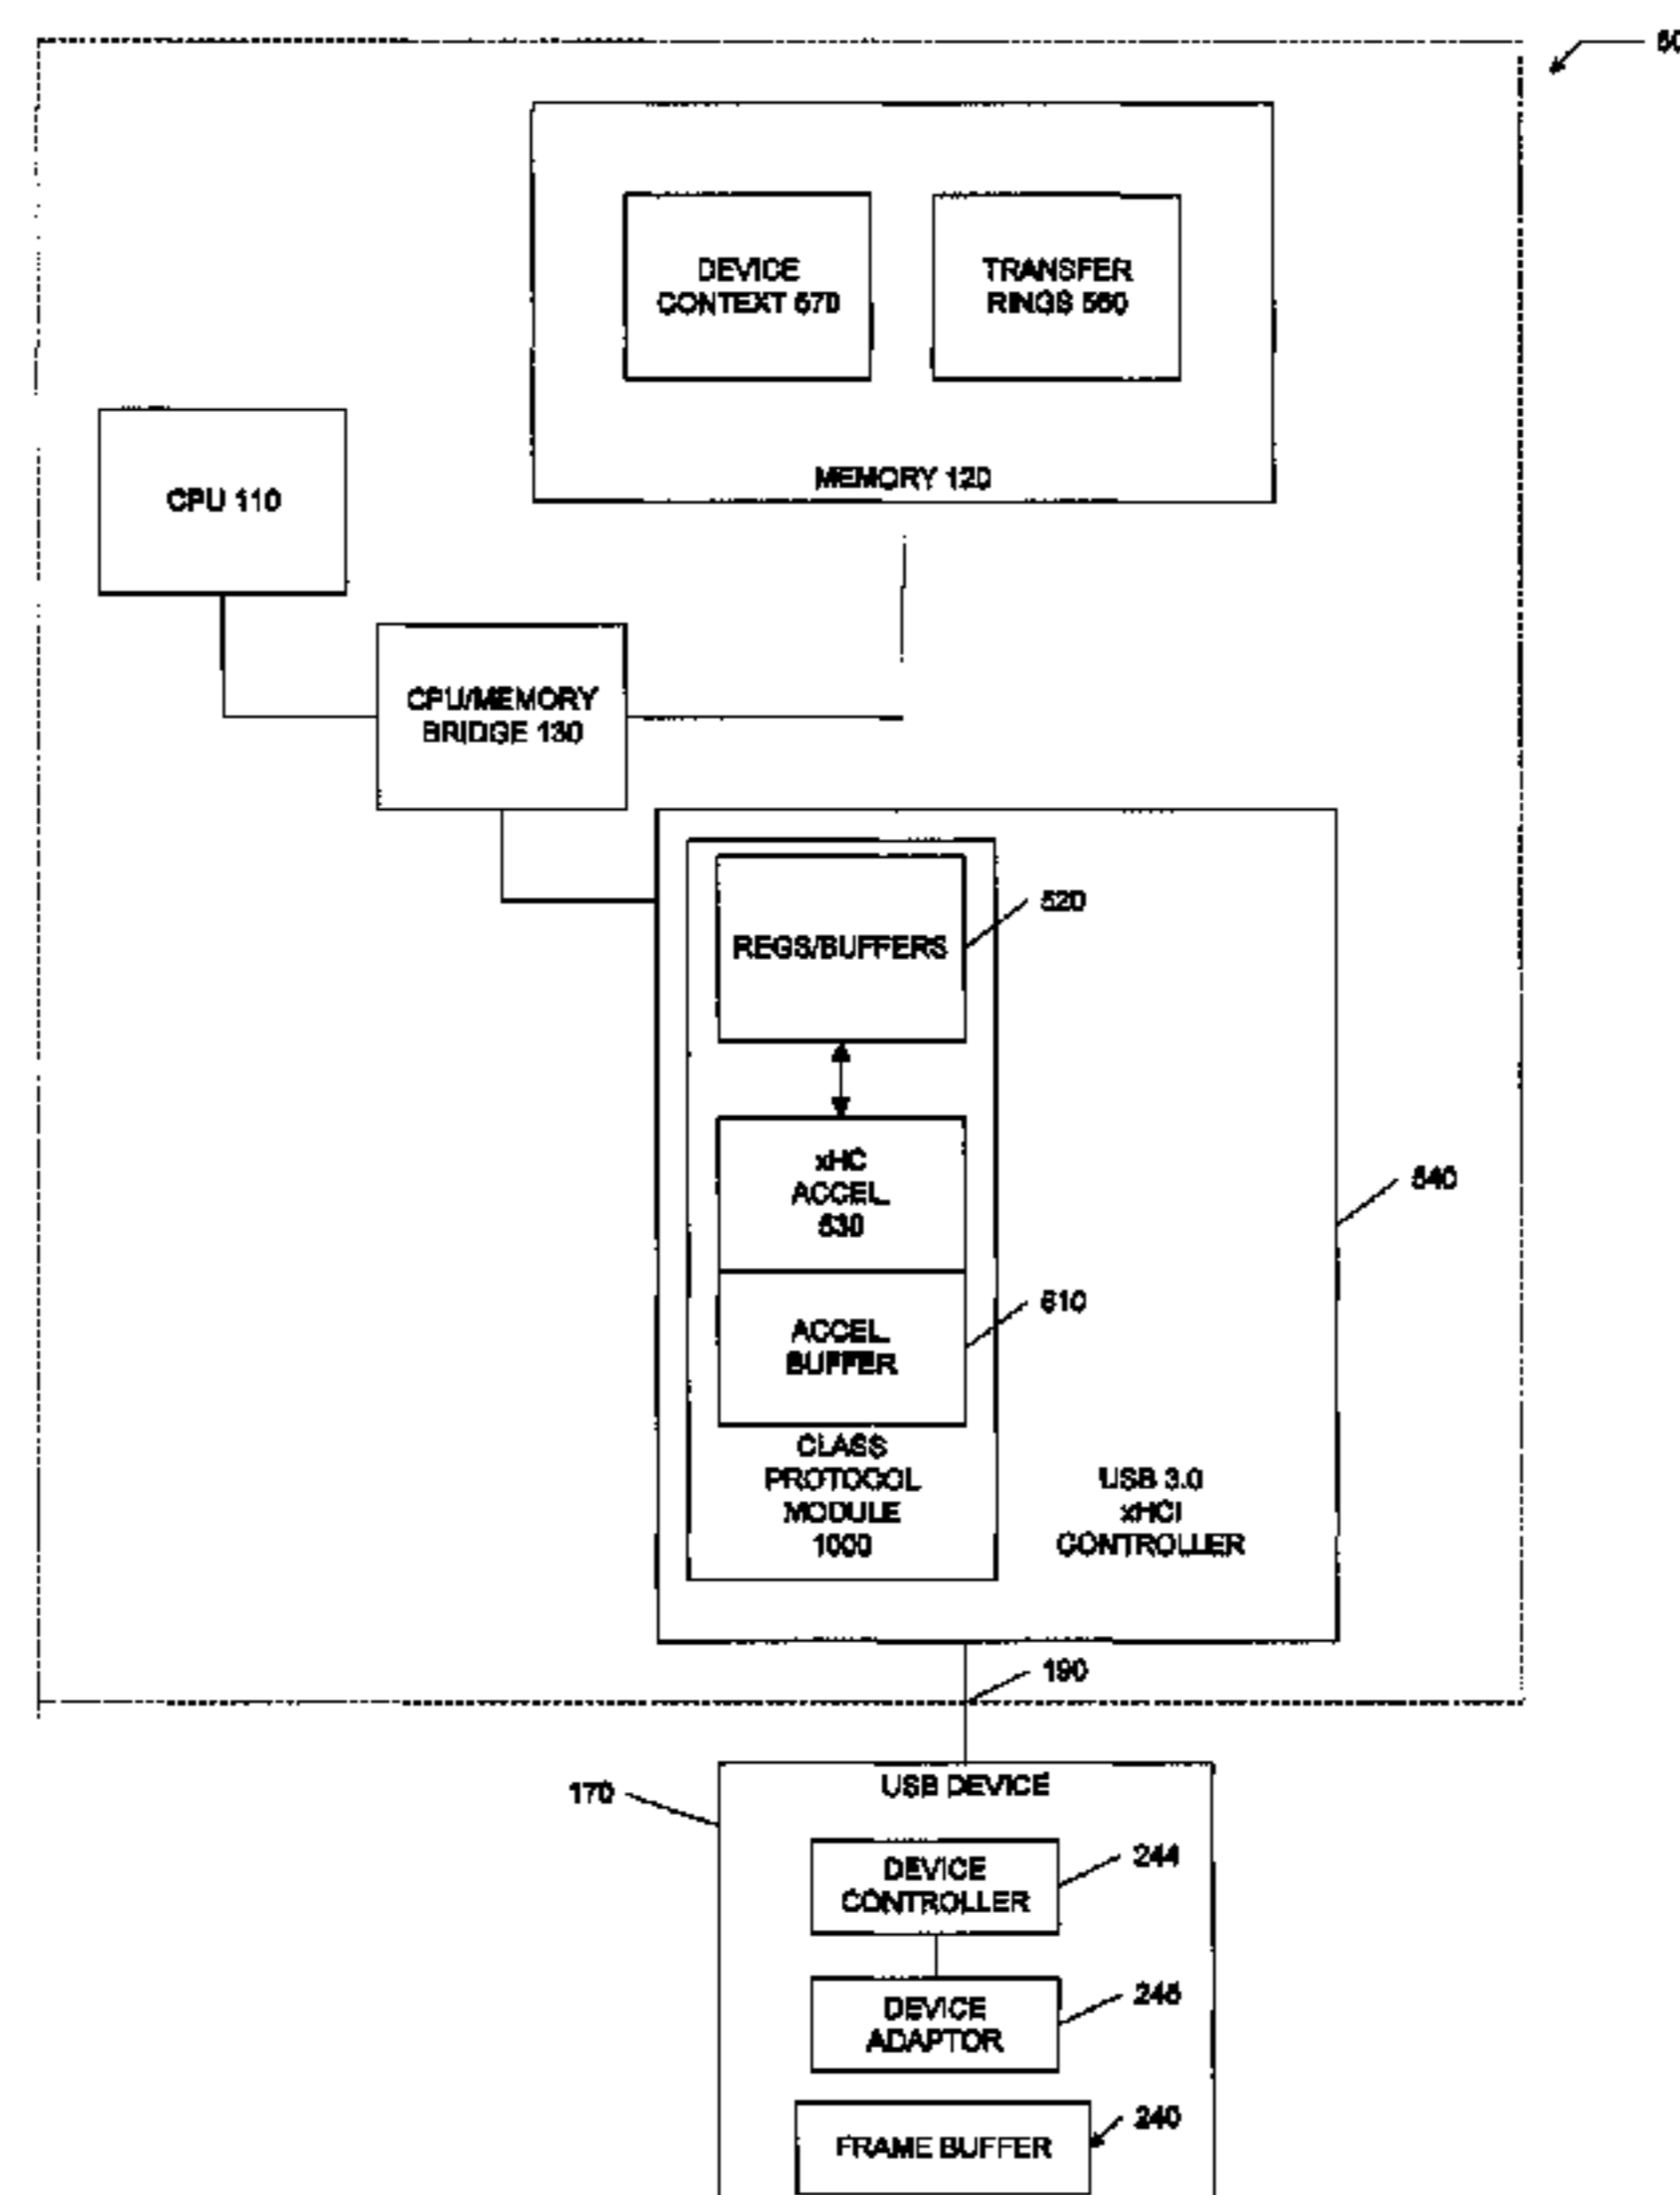 DEVICE
CONTEXT 570
TRANSFER
RINGS 560
MEMORY 120
CPU 110
CPU/MEMORY
BRIDGE 130
REGS/BUFFERS
520
xHC
ACCEL.
530
540
ACCEL.
BUFFER
610
CLASS
PROTOCOL
MODULE
1000
USB 3.0
xHCI
CONTROLLER
190
170
USB DEVICE
DEVICE
CONTROLLER
244
DEVICE
ADAPTOR
245
FRAME BUFFER
240